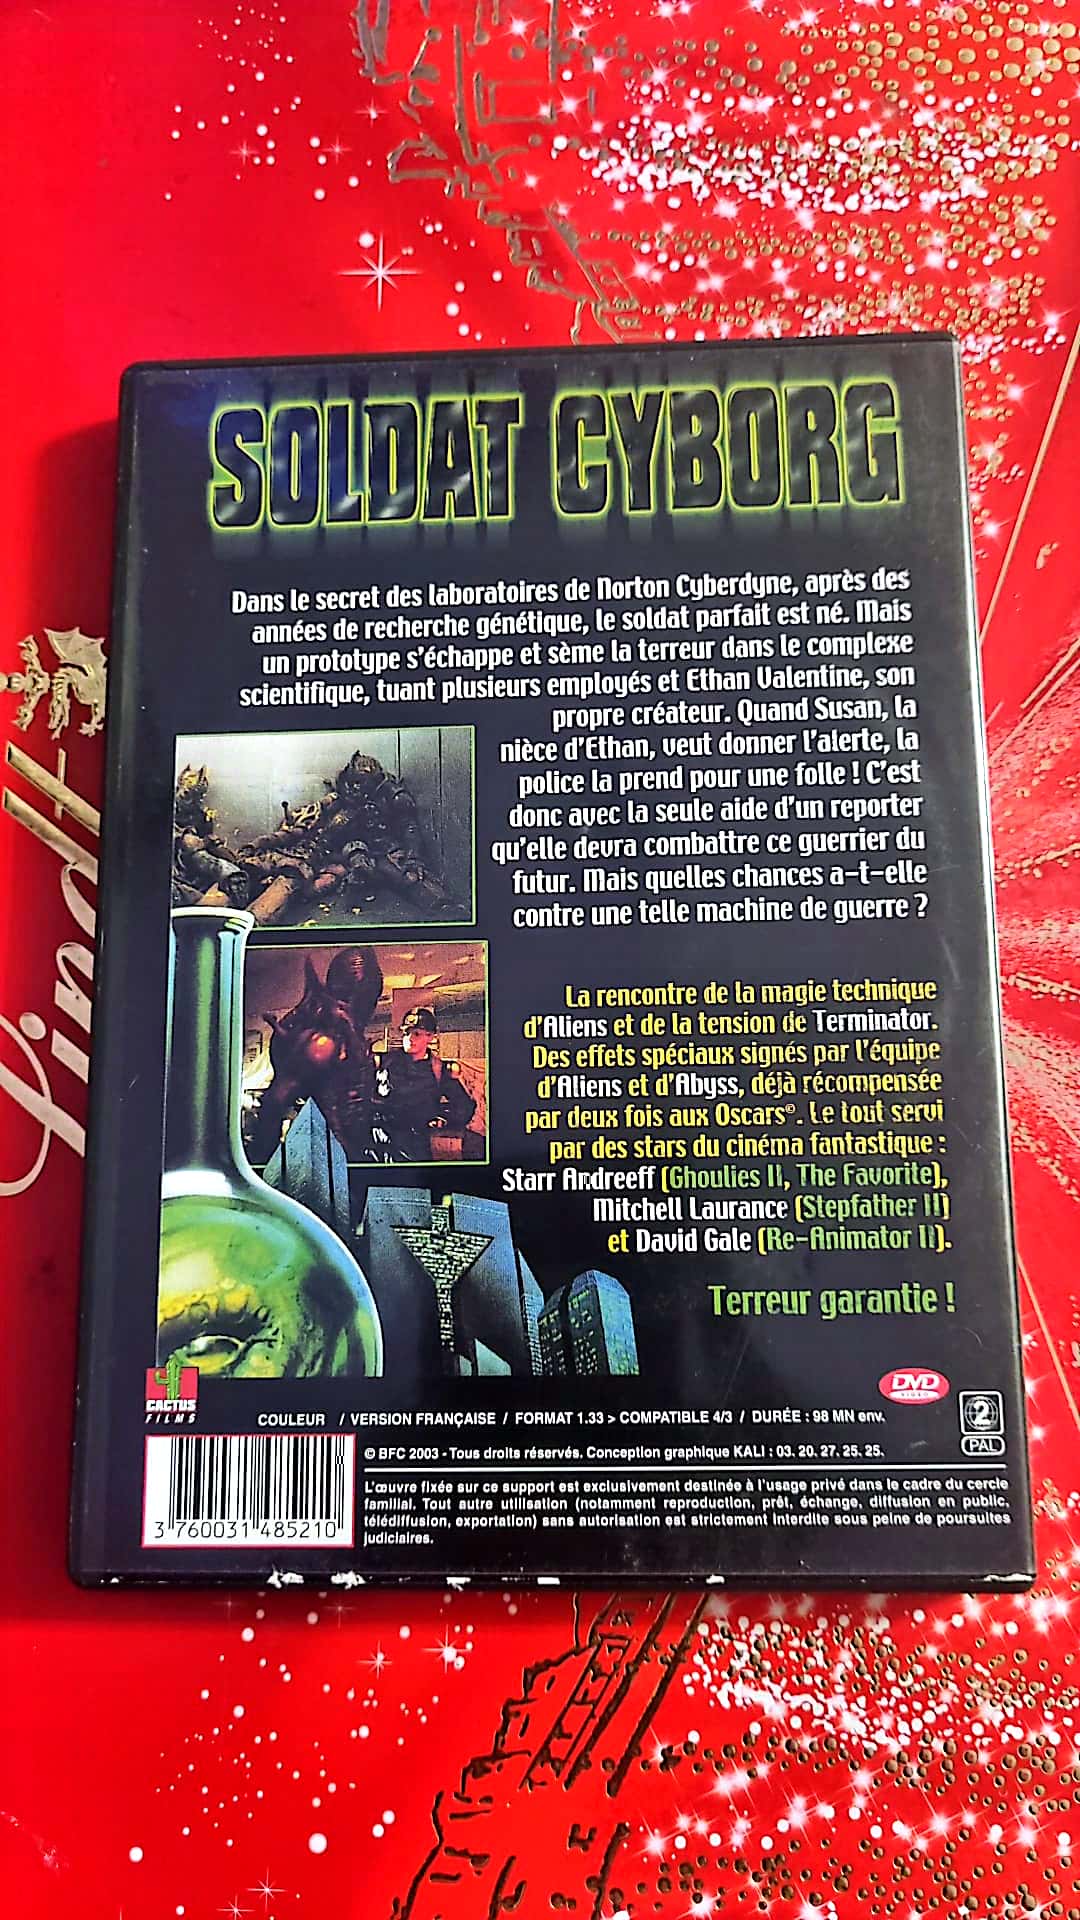 SOLDAT CYBORG
Dans le secret des laboratoires de Norton Cyberdyne, après des
années de recherche génétique, le soldat parfait est né. Mais
un prototype s'échappe et sème la terreur dans le complexe
scientifique, tuant plusieurs employés et Ethan Valentine, son
propre créateur. Quand Susan, la
nièce d'Ethan, veut donner l'alerte, la
police la prend pour une folle ! C'est
donc avec la seule aide d'un reporter
qu'elle devra combattre ce guerrier du
futur. Mais quelles chances a-t-elle
contre une telle machine de guerre ?
La rencontre de la magie technique
d'Aliens et de la tension de Terminator.
Des effets spéciaux signés par l'équipe
d'Aliens et d'Abyss, déjà récompensée
par deux fois aux Oscars©. Le tout servi
par des stars du cinéma fantastique :
Starr Andreeff (Ghoulies II, The Favorite),
Mitchell Laurance (Stepfather II)
et David Gale (Re-Animator II).
Terreur garantie !
Lindt
CACTUS
FILMS
DVD
VIDEO
COULEUR / VERSION FRANÇAISE / FORMAT 1.33 > COMPATIBLE 4/3 / DURÉE : 98 MN env.
2
PAL
© BFC 2003 - Tous droits réservés. Conception graphique KALI : 03. 20. 27. 25. 25.
L'œuvre fixée sur ce support est exclusivement destinée à l'usage privé dans le cadre du cercle
familial. Tout autre utilisation (notamment reproduction, prêt, échange, diffusion en public,
télédiffusion, exportation) sans autorisation est strictement interdite sous peine de poursuites
judiciaires.
3 760031 485210